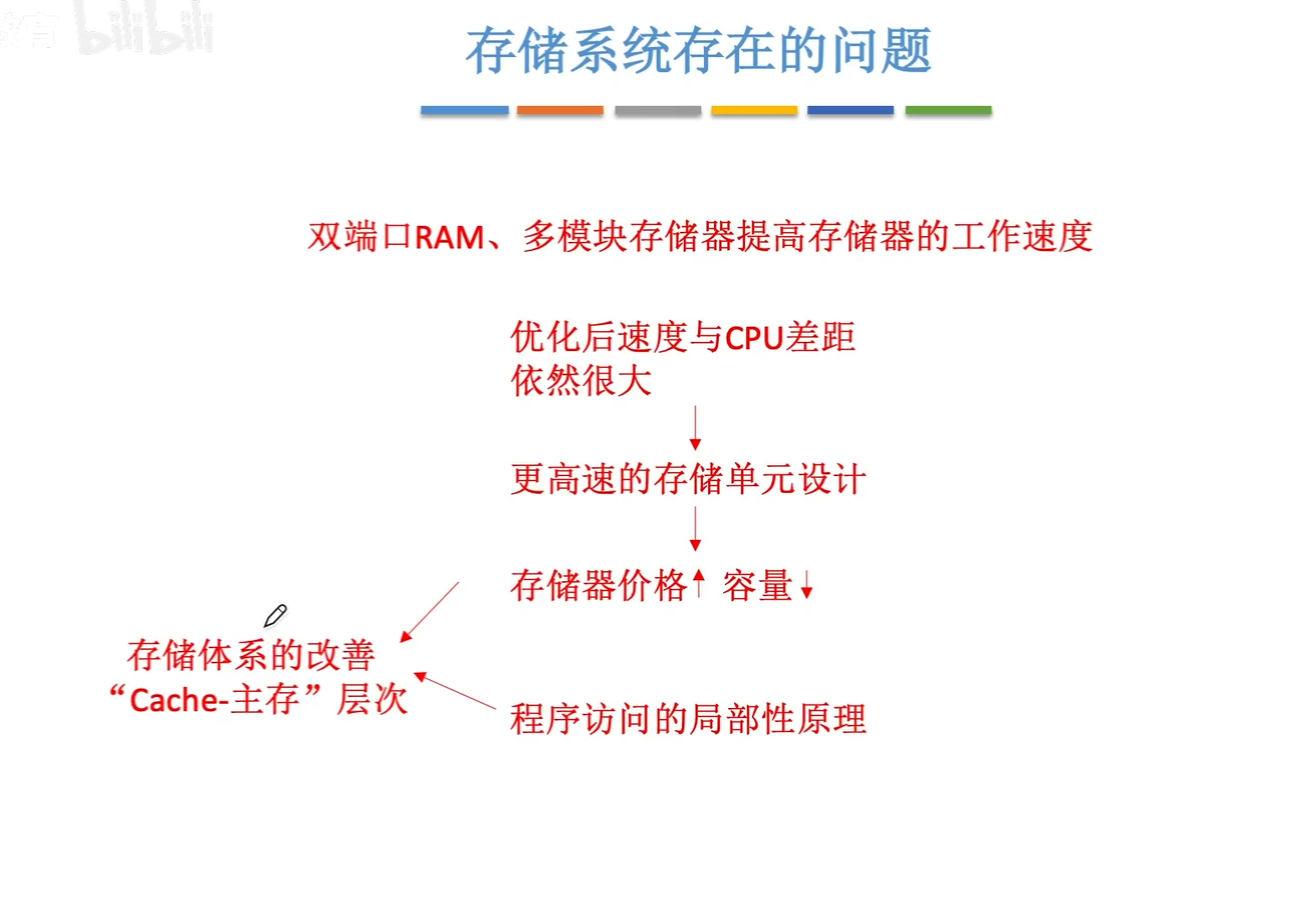 bilibili
存储系统存在的问题
双端口RAM、多模块存储器提高存储器的工作速度
优化后速度与CPU差距
依然很大
更高速的存储单元设计
存储器价格 容量
存储体系的改善
“Cache-主存”层次
程序访问的局部性原理